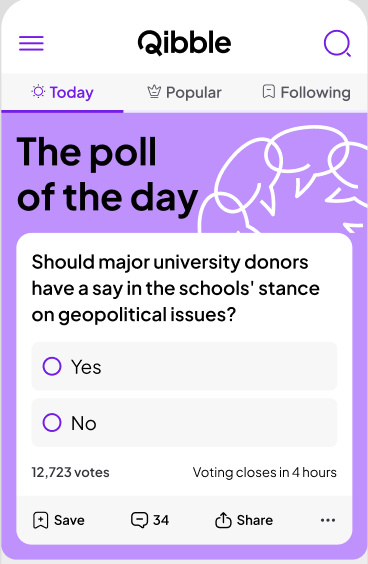 Qibble
Today
Popular
Following
The poll
of the day
Should major university donors
have a say in the schools' stance
on geopolitical issues?
Yes
No
12,723 votes
Voting closes in 4 hours
Save
34
Share